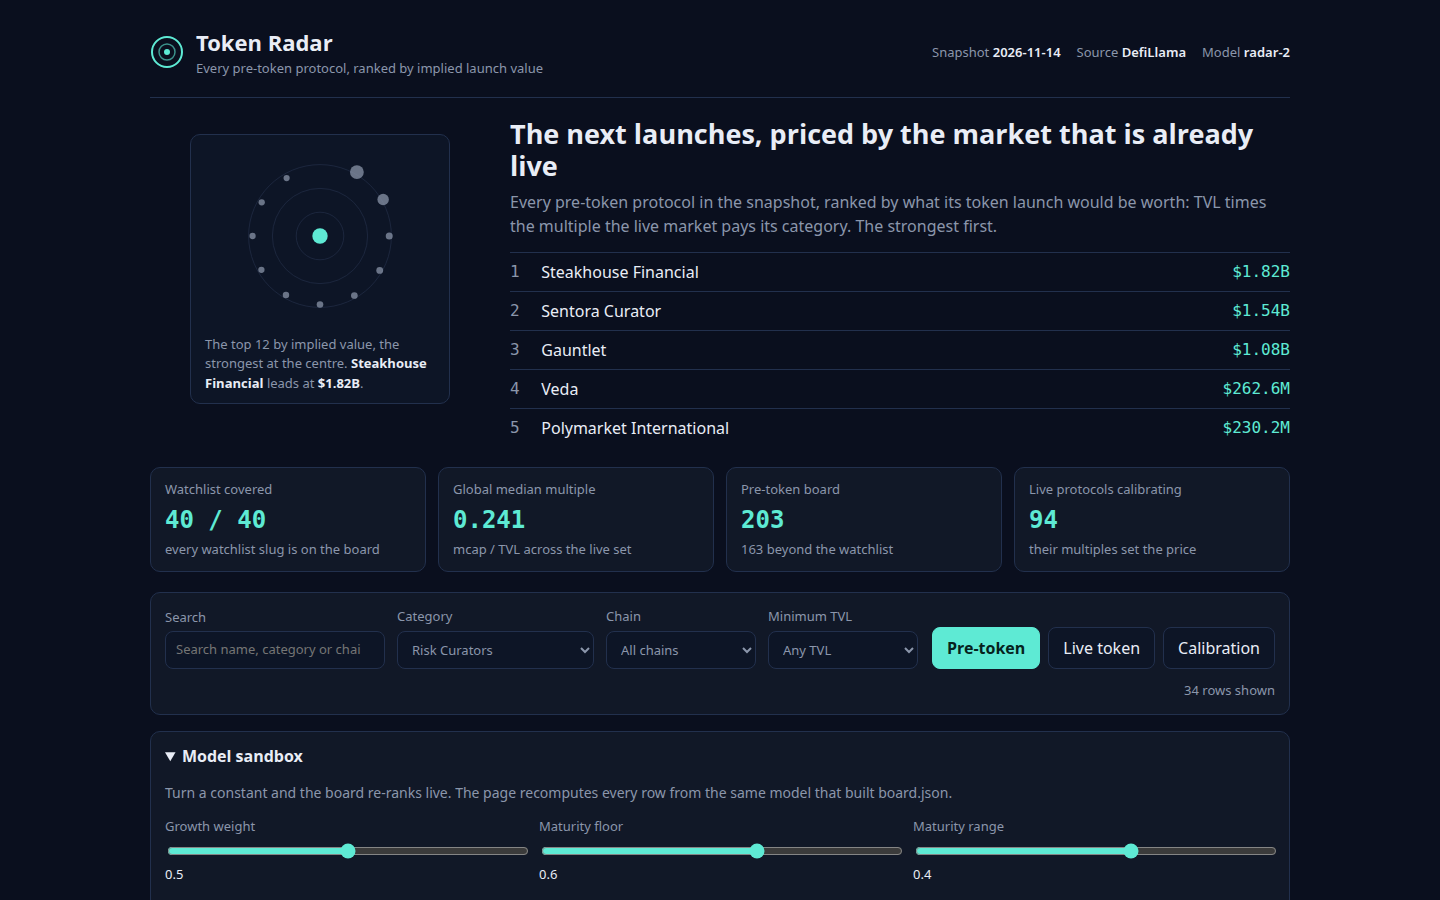 Token Radar
Every pre-token protocol, ranked by implied launch value
Snapshot 2026-11-14 Source DefiLlama Model radar-2
The top 12 by implied value, the
strongest at the centre. Steakhouse
Financial leads at $1.82B.
The next launches, priced by the market that is already
live
Every pre-token protocol in the snapshot, ranked by what its token launch would be worth: TVL times
the multiple the live market pays its category. The strongest first.
1 Steakhouse Financial $1.82B
2 Sentora Curator $1.54B
3 Gauntlet $1.08B
4 Veda $262.6M
5 Polymarket International $230.2M
Watchlist covered
40 / 40
every watchlist slug is on the board
Global median multiple
0.241
mcap / TVL across the live set
Pre-token board
203
163 beyond the watchlist
Live protocols calibrating
94
their multiples set the price
Search
Search name, category or chai
Category
Risk Curators
Chain
All chains
Minimum TVL
Any TVL
Pre-token
Live token
Calibration
34 rows shown
Model sandbox
Turn a constant and the board re-ranks live. The page recomputes every row from the same model that built board.json.
Growth weight
0.5
Maturity floor
0.6
Maturity range
0.4